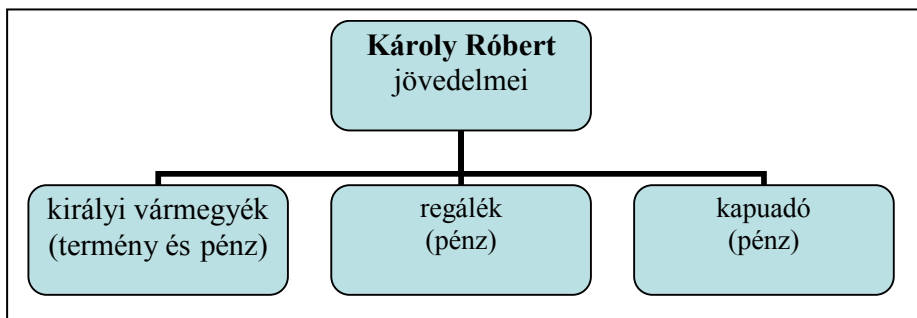 Károly Róbert
jövedelmei
királyi vármegyék
(termény és pénz)
regálék
(pénz)
kapuadó
(pénz)